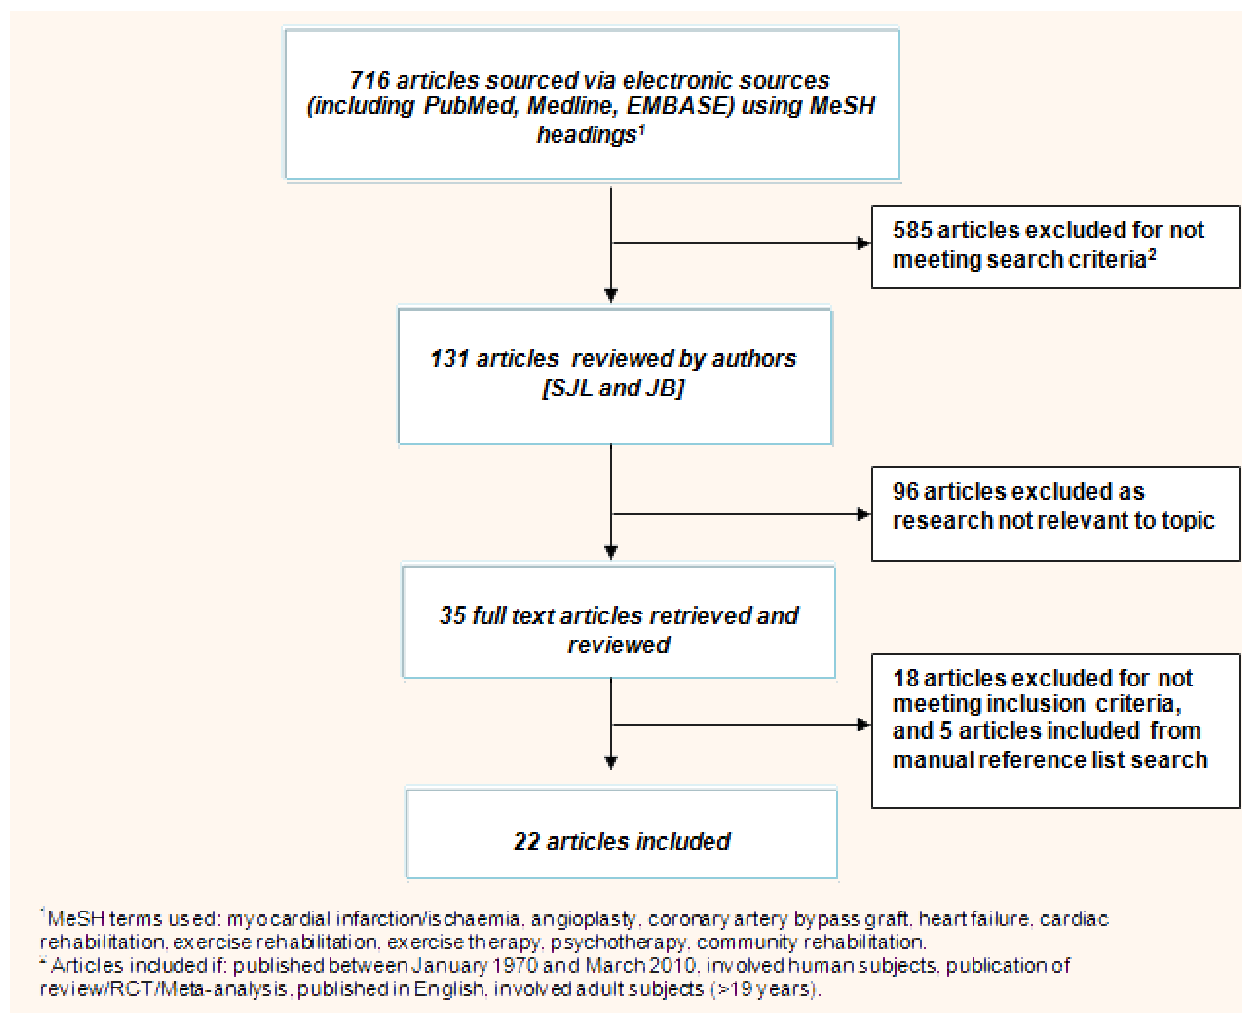 716 articles sourced via electronic sources
(including PubMed, Medline, EMBASE) using MeSH
headings¹
585 articles excluded for not
meeting search criteria²
131 articles reviewed by authors
[SJL and JB]
96 articles excluded as
research not relevant to topic
35 full text articles retrieved and
reviewed
18 articles excluded for not
meeting inclusion criteria,
and 5 articles included from
manual reference list search
22 articles included
¹MeSH terms used: myocardial infarction/ischaemia, angioplasty, coronary artery bypass graft, heart failure, cardiac
rehabilitation, exercise rehabilitation, exercise therapy, psychotherapy, community rehabilitation.
² Articles included if: published between January 1970 and March 2010, involved human subjects, publication of
review/RCT/Meta-analysis, published in English, involved adult subjects (>19 years).